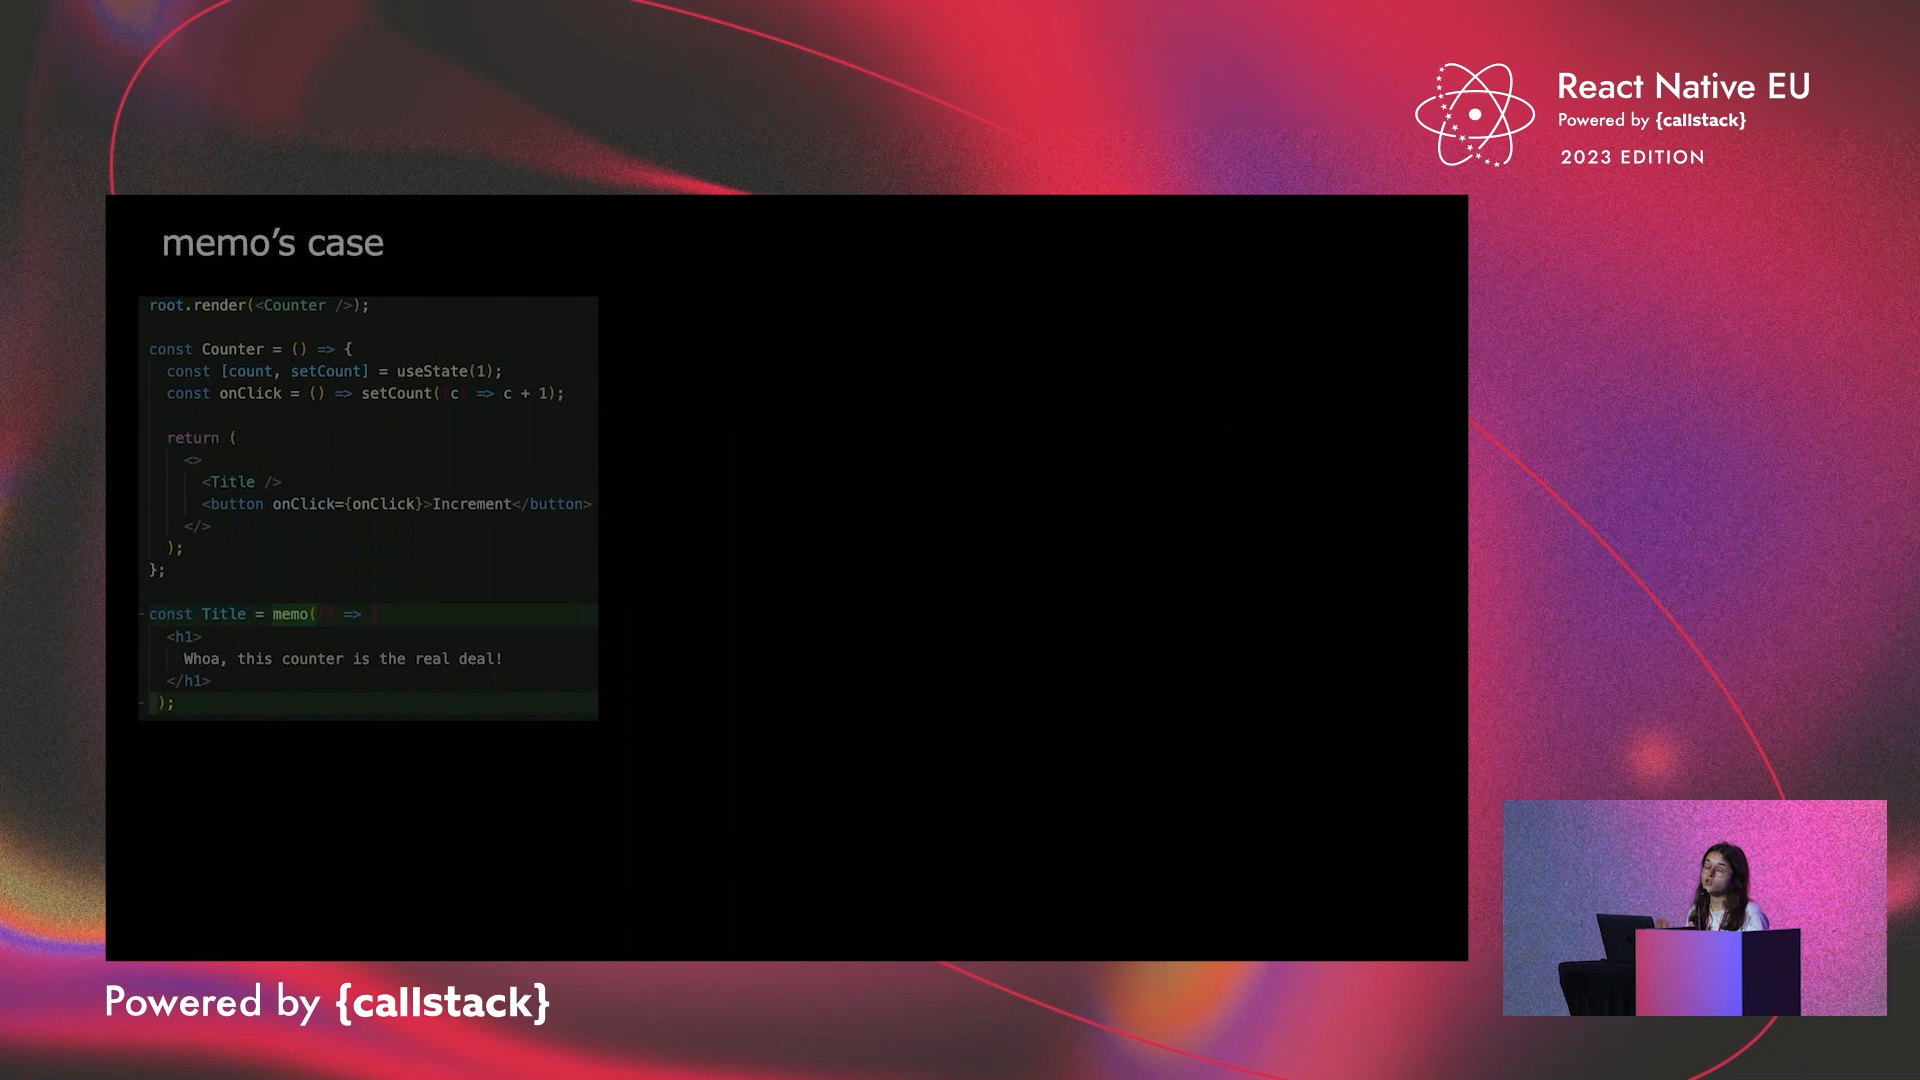 React Native EU
Powered by {callstack}
2023 EDITION
memo’s case
root.render(<Counter />);
const Counter = () => {
const [count, setCount] = useState(1);
const onClick = () => setCount((c) => c + 1);
return (
<>
<Title />
<button onClick={onClick}>Increment</button>
</>
);
};
const Title = memo(() => (
<h1>
Whoa, this counter is the real deal!
</h1>
));
Powered by {callstack}